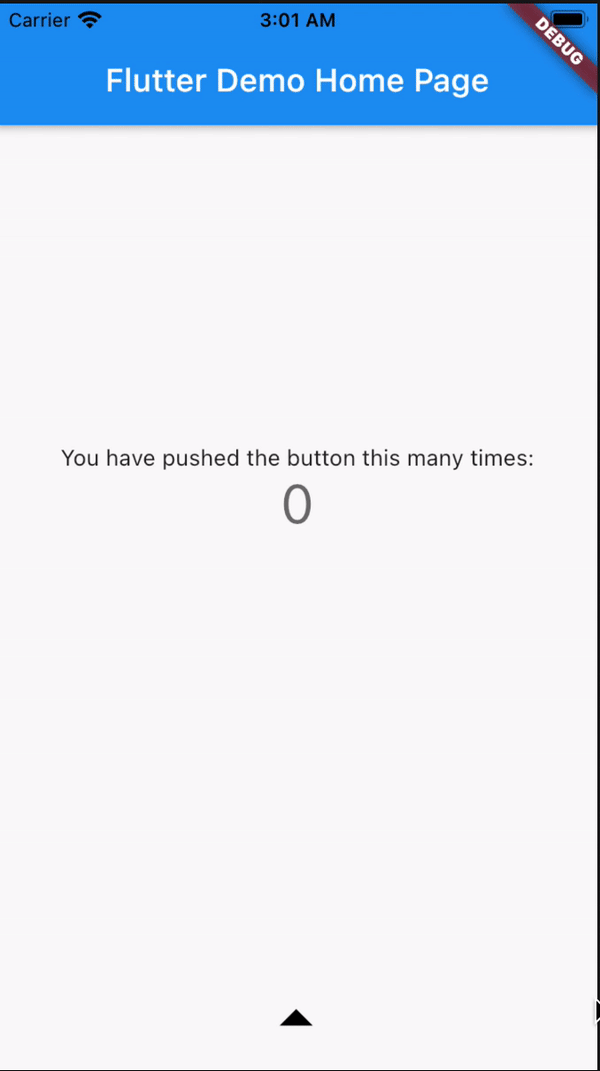 Carrier 3:01 AM
DEBUG
Flutter Demo Home Page
You have pushed the button this many times:
0